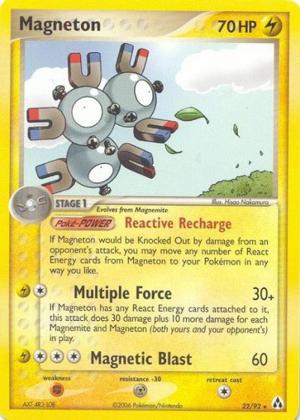 Magneton 70 HP
Illus. Hisao Nakamura
STAGE 1 Evolves from Magnemite
Poké-POWER Reactive Recharge
If Magneton would be Knocked Out by damage from an
opponent's attack, you may move any number of React
Energy cards from Magneton to your Pokémon in any
way you like.
Multiple Force 30+
If Magneton has any React Energy cards attached to it,
this attack does 30 damage plus 10 more damage for each
Magnemite and Magneton (both yours and your opponent's)
in play.
Magnetic Blast 60
weakness resistance -30 retreat cost
©2006 Pokémon/Nintendo
22/92